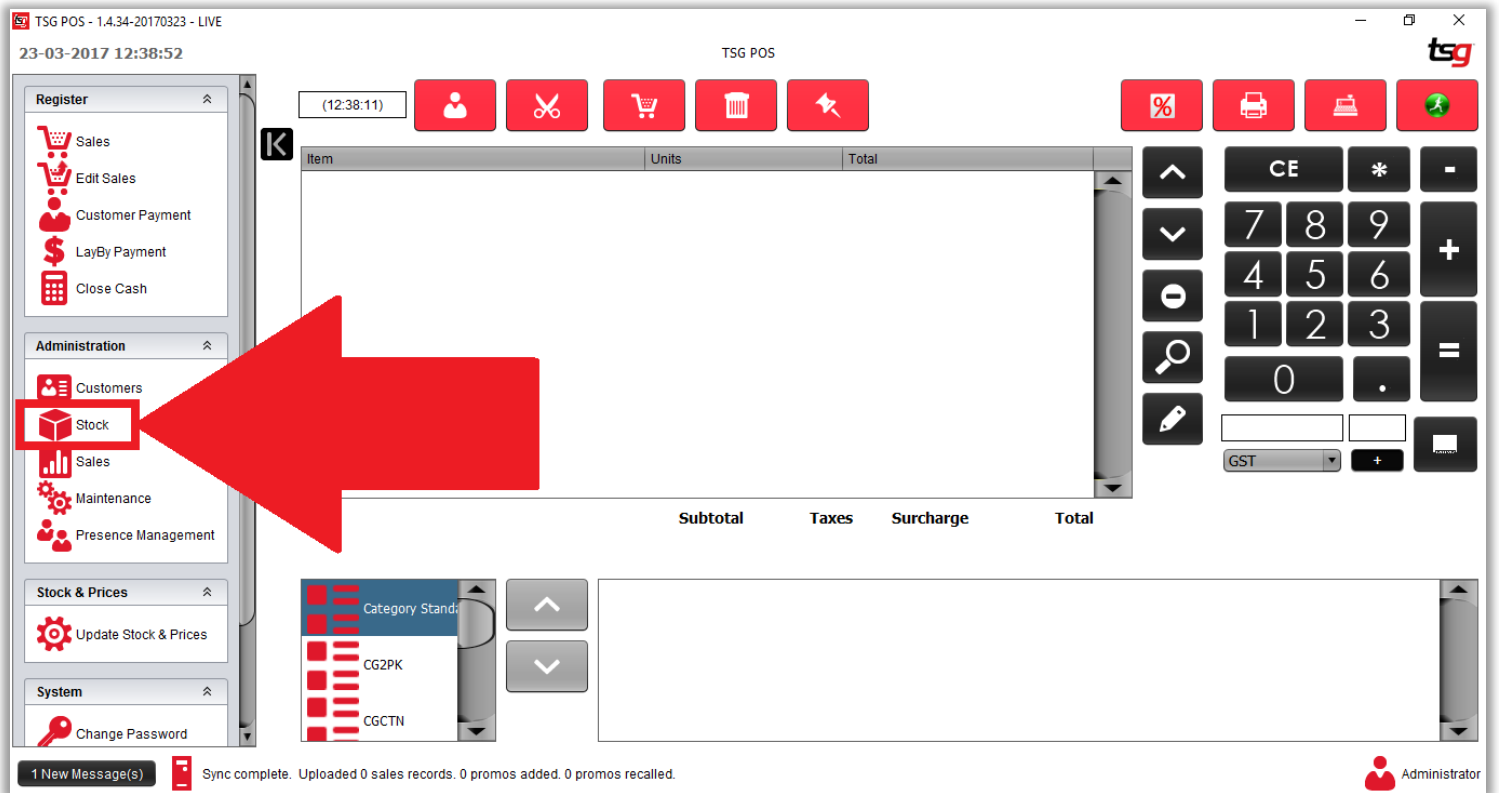 TSG POS - 1.4.34-20170323 - LIVE
23-03-2017 12:38:52
TSG POS
tsg
Register
Sales
Edit Sales
Customer Payment
LayBy Payment
Close Cash
Administration
Customers
Stock
Sales
Maintenance
Presence Management
Stock & Prices
Update Stock & Prices
System
Change Password
(12:38:11)
%
Item Units Total
CE * -
7 8 9 +
4 5 6
1 2 3 =
0 .
GST +
Subtotal Taxes Surcharge Total
Category Standa
CG2PK
CGCTN
1 New Message(s)
Sync complete. Uploaded 0 sales records. 0 promos added. 0 promos recalled.
Administrator